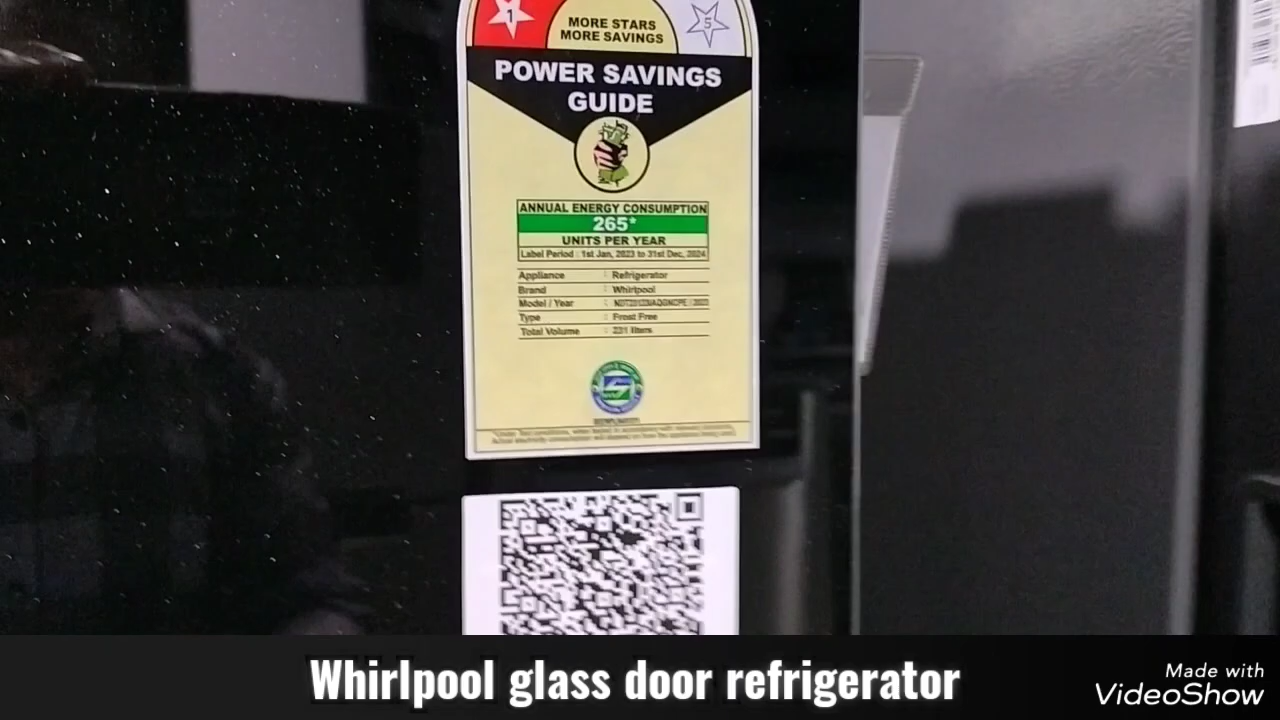 1
5
MORE STARS
MORE SAVINGS
POWER SAVINGS
GUIDE
ANNUAL ENERGY CONSUMPTION
265*
UNITS PER YEAR
Label Period : 1st Jan, 2023 to 31st Dec, 2024
Appliance : Refrigerator
Brand : Whirlpool
Model / Year :
Type : Frost Free
Total Volume : 231 liters
Whirlpool glass door refrigerator
Made with
VideoShow